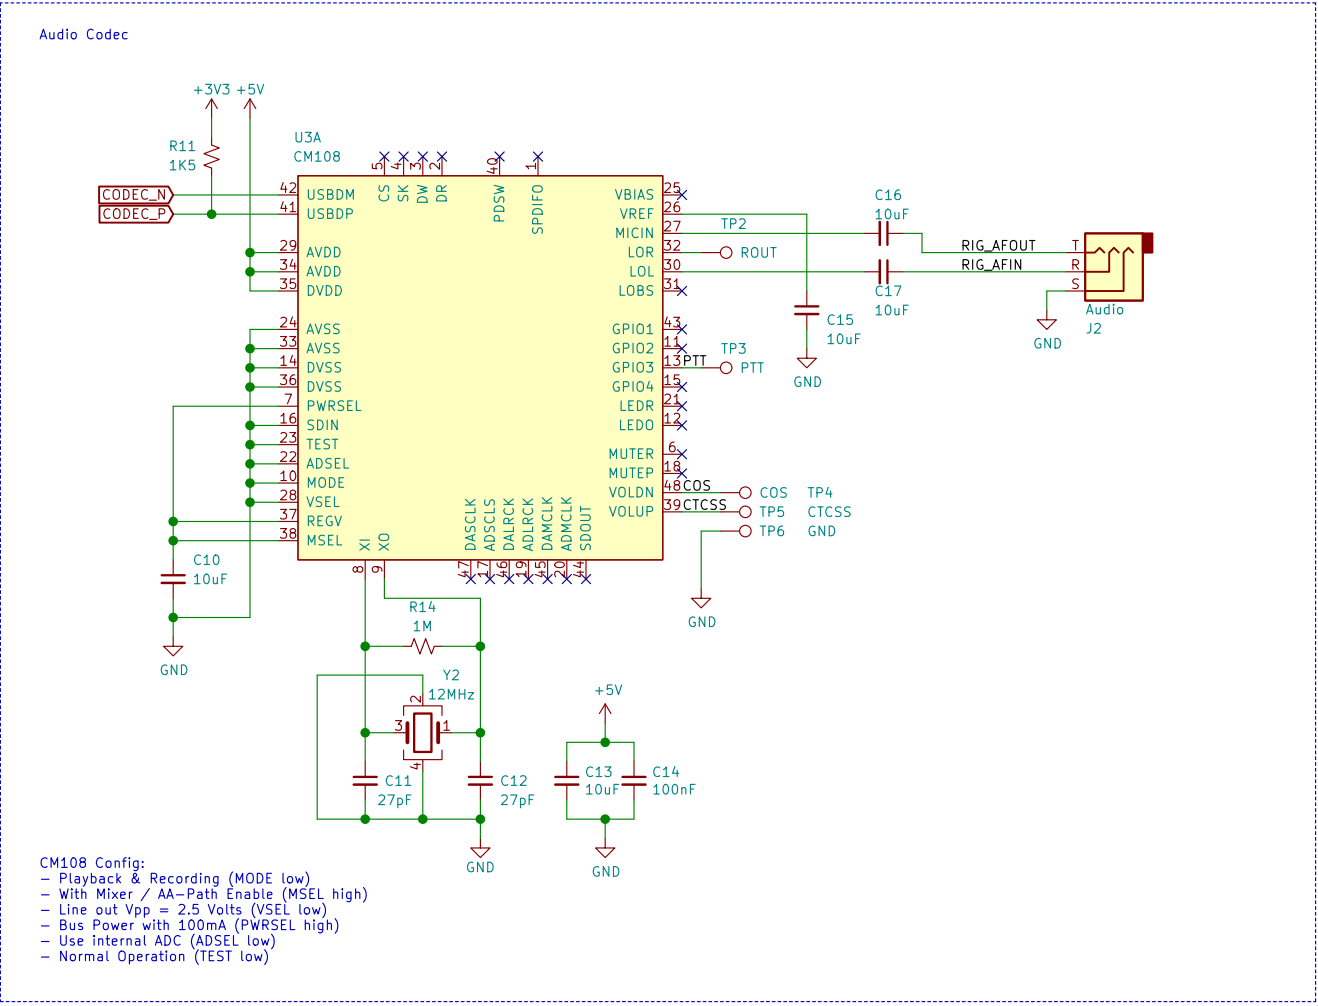 Audio Codec
+3V3 +5V
R11
1K5
U3A
CM108
CODEC_N
CODEC_P
5 4 3 2 40 1
CS SK DW DR PDSW SPDIFO
42 USBDM
41 USBDP
29 AVDD
34 AVDD
35 DVDD
24 AVSS
33 AVSS
14 DVSS
36 DVSS
7 PWRSEL
16 SDIN
23 TEST
22 ADSEL
10 MODE
28 VSEL
37 REGV
38 MSEL
VBIAS 25
VREF 26
MICIN 27
LOR 32
LOL 30
LOBS 31
GPIO1 43
GPIO2 11
GPIO3 13 PTT
GPIO4 15
LEDR 21
LEDO 12
MUTER 6
MUTEP 18
VOLDN 48 COS
VOLUP 39 CTCSS
XI XO DASCLK ADSCLS DALRCK ADLRCK DAMCLK ADMCLK SDOUT
8 9 47 17 46 19 45 20 44
TP2
ROUT
TP3
PTT
COS TP4
TP5 CTCSS
TP6 GND
GND
C15
10uF
GND
C16
10uF
C17
10uF
RIG_AFOUT
RIG_AFIN
T
R
S
Audio
J2
GND
C10
10uF
GND
R14
1M
Y2
12MHz
2
3 1
4
C11
27pF
C12
27pF
GND
+5V
C13
10uF
C14
100nF
GND
CM108 Config:
- Playback & Recording (MODE low)
- With Mixer / AA-Path Enable (MSEL high)
- Line out Vpp = 2.5 Volts (VSEL low)
- Bus Power with 100mA (PWRSEL high)
- Use internal ADC (ADSEL low)
- Normal Operation (TEST low)